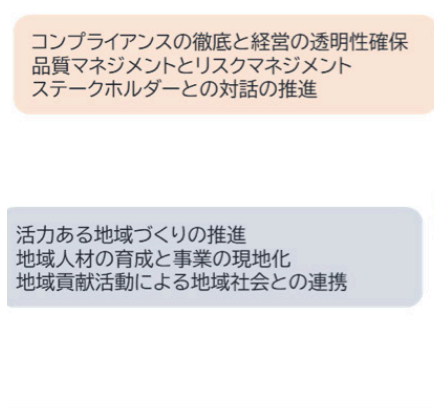 コンプライアンスの徹底と経営の透明性確保
品質マネジメントとリスクマネジメント
ステークホルダーとの対話の推進
活力ある地域づくりの推進
地域人材の育成と事業の現地化
地域貢献活動による地域社会との連携